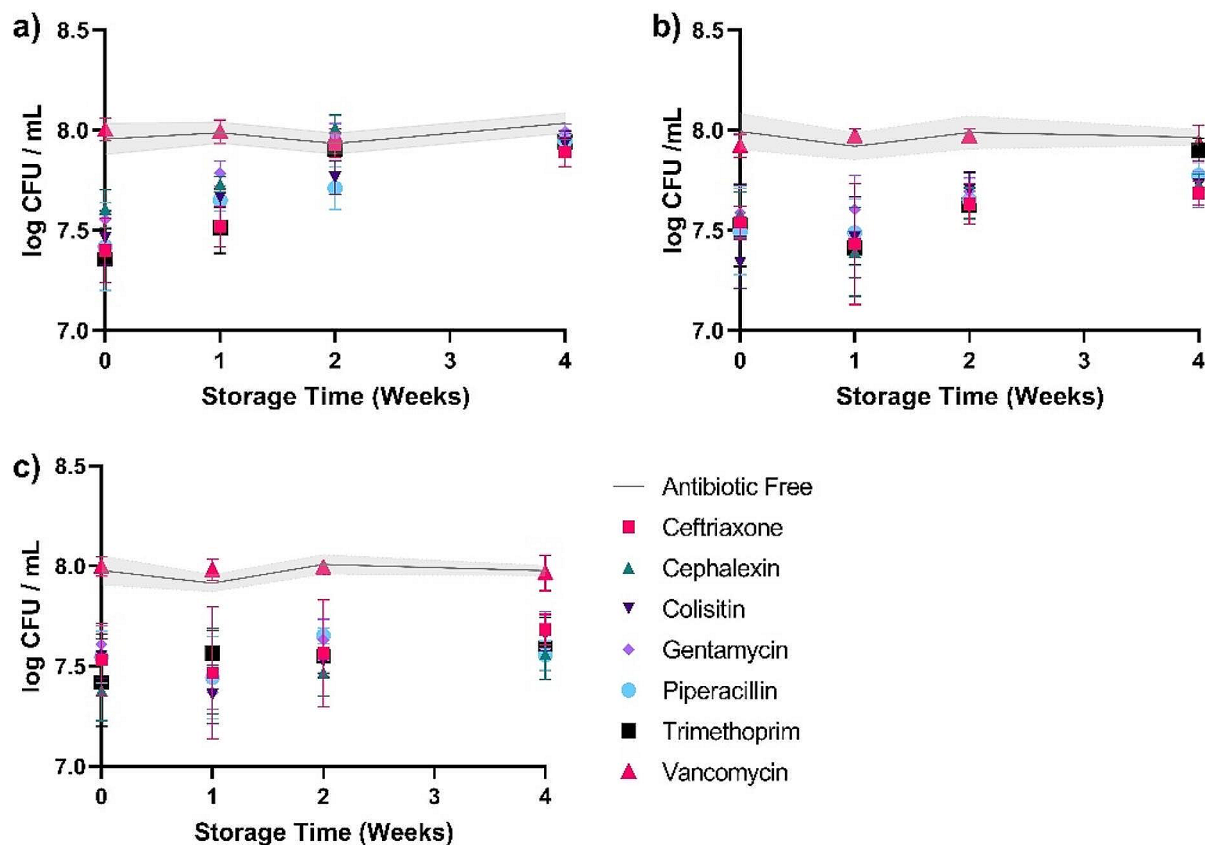 a)
8.5
8.0
7.5
7.0
log CFU / mL
0 1 2 3 4
Storage Time (Weeks)
b)
8.5
8.0
7.5
7.0
log CFU / mL
0 1 2 3 4
Storage Time (Weeks)
c)
8.5
8.0
7.5
7.0
log CFU / mL
0 1 2 3 4
Storage Time (Weeks)
Antibiotic Free
Ceftriaxone
Cephalexin
Colisitin
Gentamycin
Piperacillin
Trimethoprim
Vancomycin